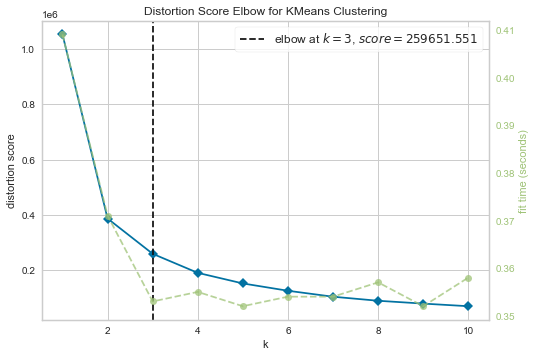 Distortion Score Elbow for KMeans Clustering
1e6
elbow at k = 3, score = 259651.551
1.0
0.8
0.6
0.4
0.2
distortion score
0.41
0.40
0.39
0.38
0.37
0.36
0.35
fit time (seconds)
2
4
6
8
10
k